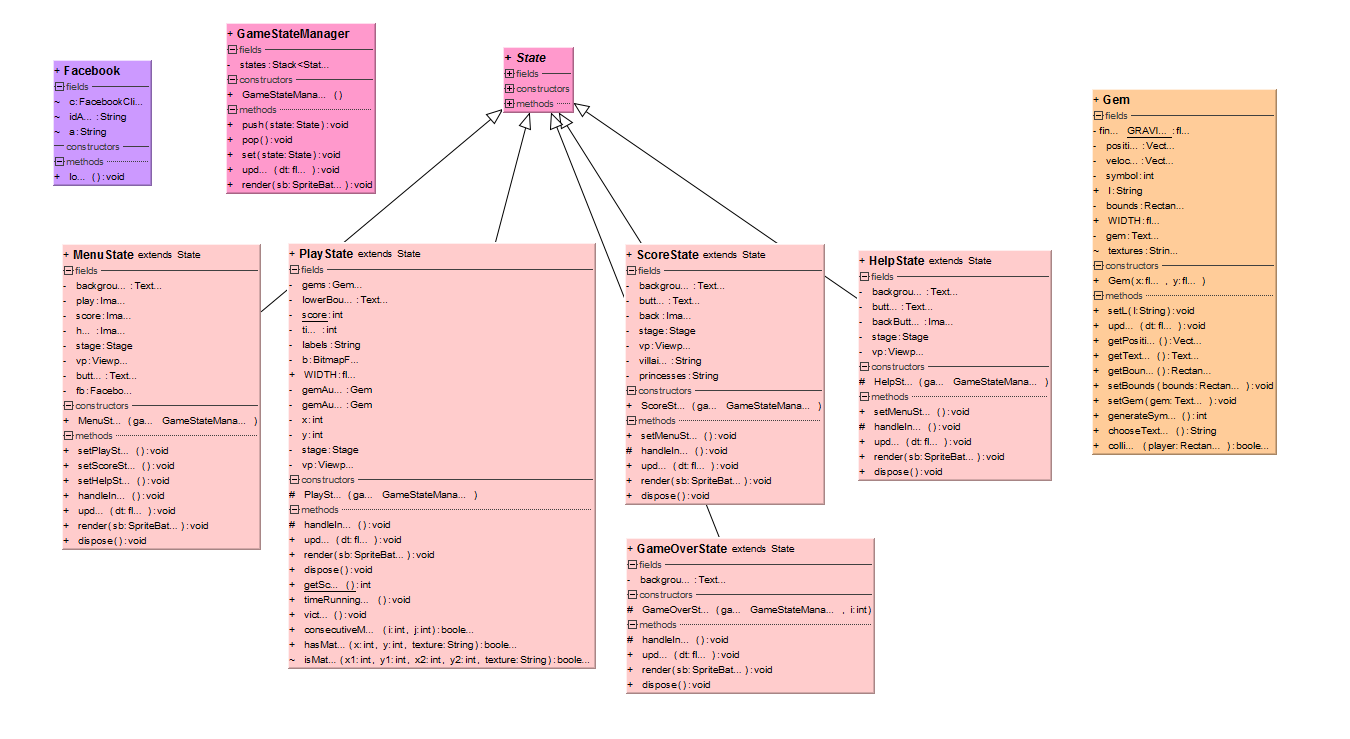 + Facebook
fields
~ c:FacebookCli...
~ idA... :String
~ a:String
constructors
methods
+ lo... ():void
+ GameStateManager
fields
- states:Stack<Stat...
constructors
+ GameStateMana... ()
methods
+ push(state:State):void
+ pop():void
+ set(state:State):void
+ upd... (dt:fl... ):void
+ render(sb:SpriteBat... ):void
+ State
fields
constructors
methods
+ Gem
fields
- fin... GRAVI... :fl...
- positi... :Vect...
- veloc... :Vect...
- symbol:int
+ l:String
- bounds:Rectan...
+ WIDTH:fl...
- gem:Text...
~ textures:Strin...
constructors
+ Gem(x:fl... , y:fl... )
methods
+ setL(l:String):void
+ upd... (dt:fl... ):void
+ getPositi... ():Vect...
+ getText... ():Text...
+ getBoun... ():Rectan...
+ setBounds(bounds:Rectan... ):void
+ setGem(gem:Text... ):void
+ generateSym... ():int
+ chooseText... ():String
+ colli... (player:Rectan... ):boole...
+ MenuState extends State
fields
- backgrou... :Text...
- play:Ima...
- score:Ima...
- h... :Ima...
- stage:Stage
- vp:Viewp...
- butt... :Text...
- fb:Facebo...
constructors
+ MenuSt... (ga... GameStateMana... )
methods
+ setPlaySt... ():void
+ setScoreSt... ():void
+ setHelpSt... ():void
+ handleIn... ():void
+ upd... (dt:fl... ):void
+ render(sb:SpriteBat... ):void
+ dispose():void
+ PlayState extends State
fields
- gems:Gem...
- lowerBou... :Text...
- score:int
- ti... :int
- labels:String
- b:BitmapF...
+ WIDTH:fl...
- gemAu... :Gem
- gemAu... :Gem
- x:int
- y:int
- stage:Stage
- vp:Viewp...
constructors
# PlaySt... (ga... GameStateMana... )
methods
# handleIn... ():void
+ upd... (dt:fl... ):void
+ render(sb:SpriteBat... ):void
+ dispose():void
+ getSc... ():int
+ timeRunning... ():void
+ vict... ():void
+ consecutiveM... (i:int, j:int):boole...
+ hasMat... (x:int, y:int, texture:String):boole...
~ isMat... (x1:int, y1:int, x2:int, y2:int, texture:String):boole...
+ ScoreState extends State
fields
- backgrou... :Text...
- butt... :Text...
- back:Ima...
- stage:Stage
- vp:Viewp...
- villai... :String
- princesses:String
constructors
+ ScoreSt... (ga... GameStateMana... )
methods
+ setMenuSt... ():void
# handleIn... ():void
+ upd... (dt:fl... ):void
+ render(sb:SpriteBat... ):void
+ dispose():void
+ HelpState extends State
fields
- backgrou... :Text...
- butt... :Text...
- backButt... :Ima...
- stage:Stage
- vp:Viewp...
constructors
# HelpSt... (ga... GameStateMana... )
methods
+ setMenuSt... ():void
# handleIn... ():void
+ upd... (dt:fl... ):void
+ render(sb:SpriteBat... ):void
+ dispose():void
+ GameOverState extends State
fields
- backgrou... :Text...
constructors
# GameOverSt... (ga... GameStateMana... , i:int)
methods
# handleIn... ():void
+ upd... (dt:fl... ):void
+ render(sb:SpriteBat... ):void
+ dispose():void